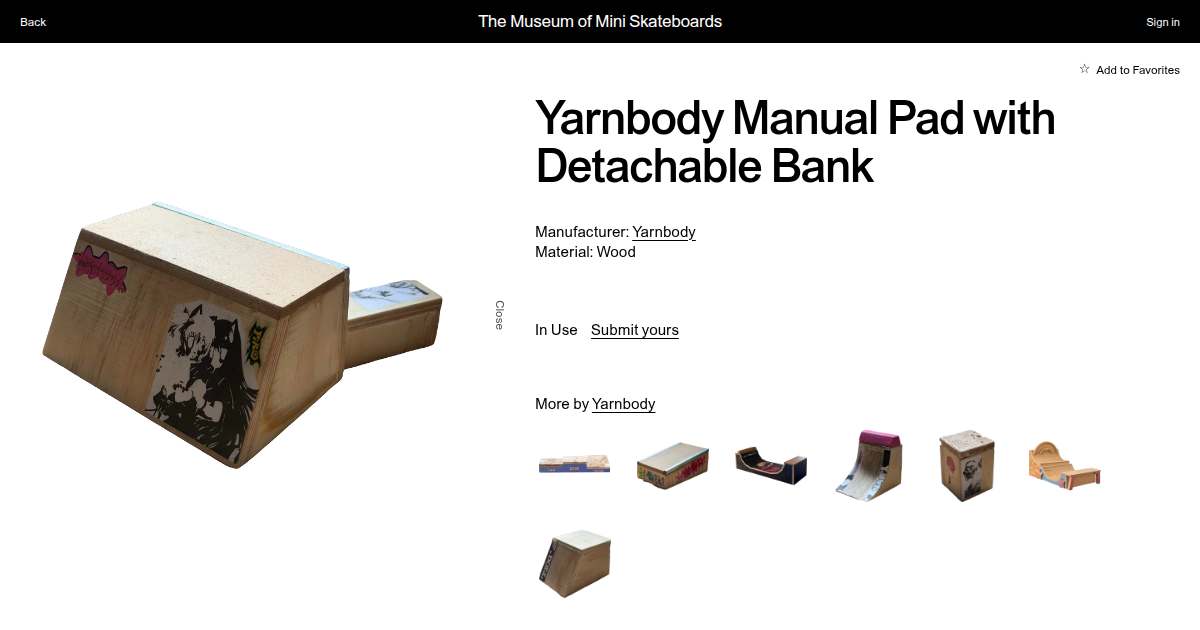 Back
The Museum of Mini Skateboards
Sign in
☆ Add to Favorites
Yarnbody Manual Pad with
Detachable Bank
Manufacturer: Yarnbody
Material: Wood
Close
In Use Submit yours
More by Yarnbody